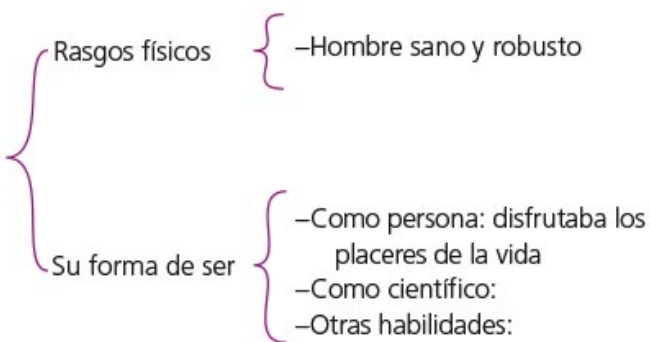 Rasgos físicos
–Hombre sano y robusto
Su forma de ser
–Como persona: disfrutaba los
placeres de la vida
–Como científico:
–Otras habilidades: